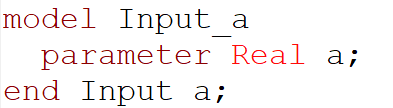 model Input_a
  parameter Real a;
end Input a;